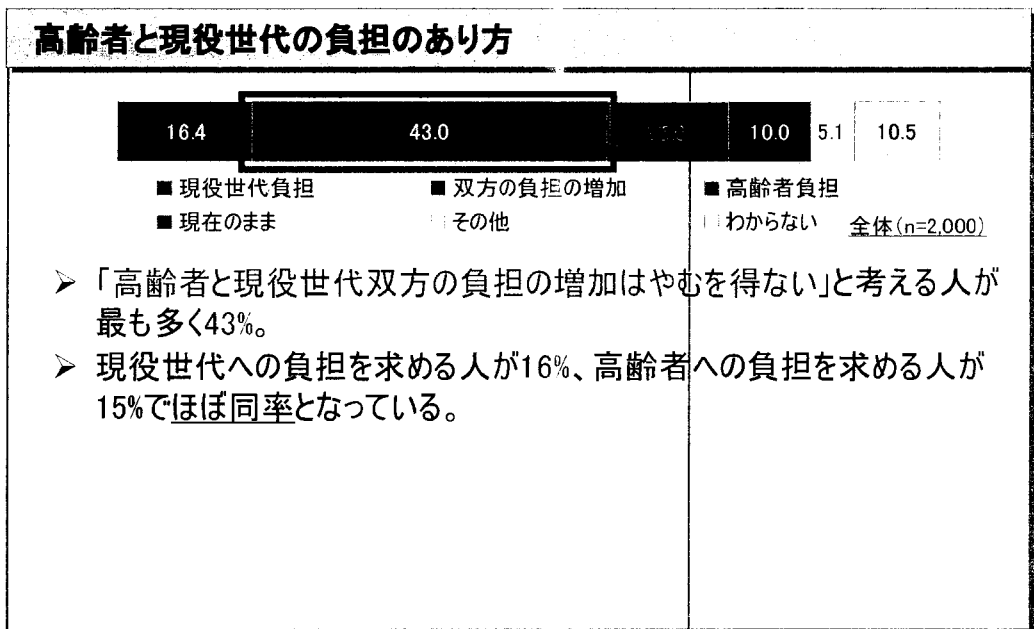 高齢者と現役世代の負担のあり方
16.4 43.0 10.0 5.1 10.5
■現役世代負担 ■双方の負担の増加 ■高齢者負担
■現在のまま □その他 □わからない 全体(n=2,000)
➢ 「高齢者と現役世代双方の負担の増加はやむを得ない」と考える人が
最も多く43%。
➢ 現役世代への負担を求める人が16%、高齢者への負担を求める人が
15%でほぼ同率となっている。